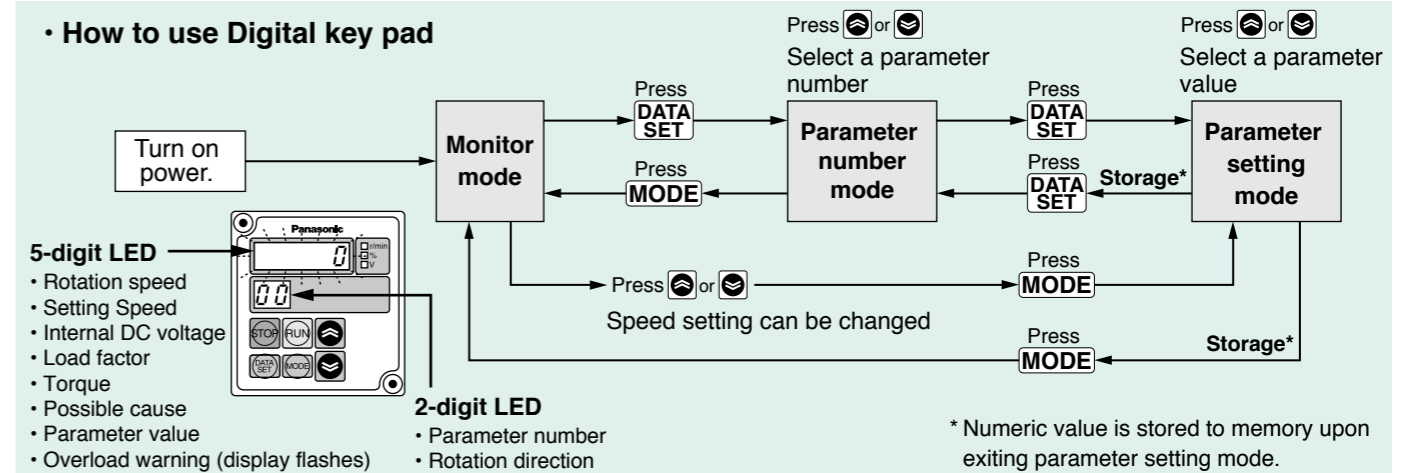 ・How to use Digital key pad
Press or
Select a parameter
number
Press or
Select a parameter
value
Turn on
power.
Monitor
mode
Press
DATA
SET
Press
MODE
Parameter
number
mode
Press
DATA
SET
Press
DATA
SET
Storage*
Parameter
setting
mode
Press or
Speed setting can be changed
Press
MODE
Press
MODE
Storage*
5-digit LED
・Rotation speed
・Setting Speed
・Internal DC voltage
・Load factor
・Torque
・Possible cause
・Parameter value
・Overload warning (display flashes)
Panasonic
0
r/min
%
V
00
STOP
RUN
DATA
SET
MODE
2-digit LED
・Parameter number
・Rotation direction
* Numeric value is stored to memory upon
exiting parameter setting mode.